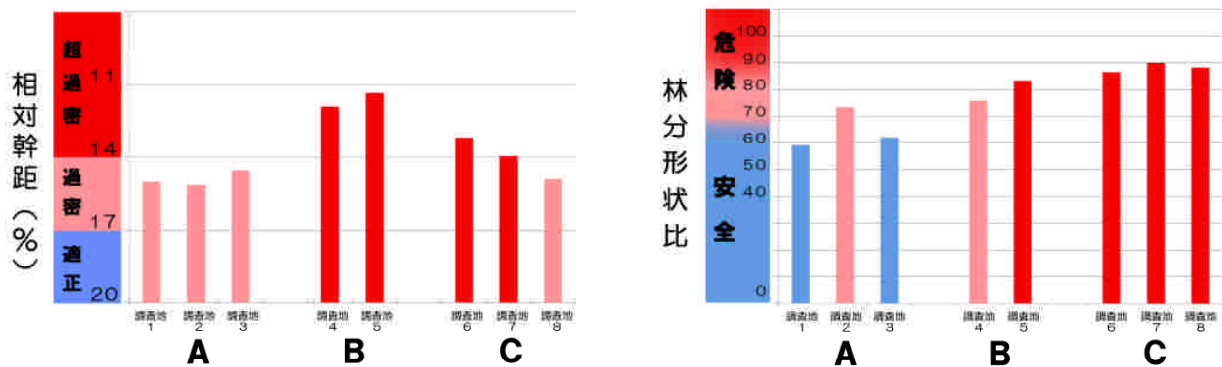 相対幹距(%)
超過密
過密
適正
11
14
17
20
調査地
1
調査地
2
調査地
3
調査地
4
調査地
5
調査地
6
調査地
7
調査地
8
A
B
C
林分形状比
危険
安全
100
90
80
70
60
50
40
0
調査地
1
調査地
2
調査地
3
調査地
4
調査地
5
調査地
6
調査地
7
調査地
8
A
B
C